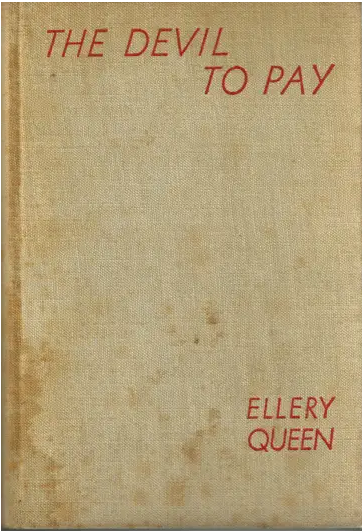 THE DEVIL
TO PAY
ELLERY
QUEEN